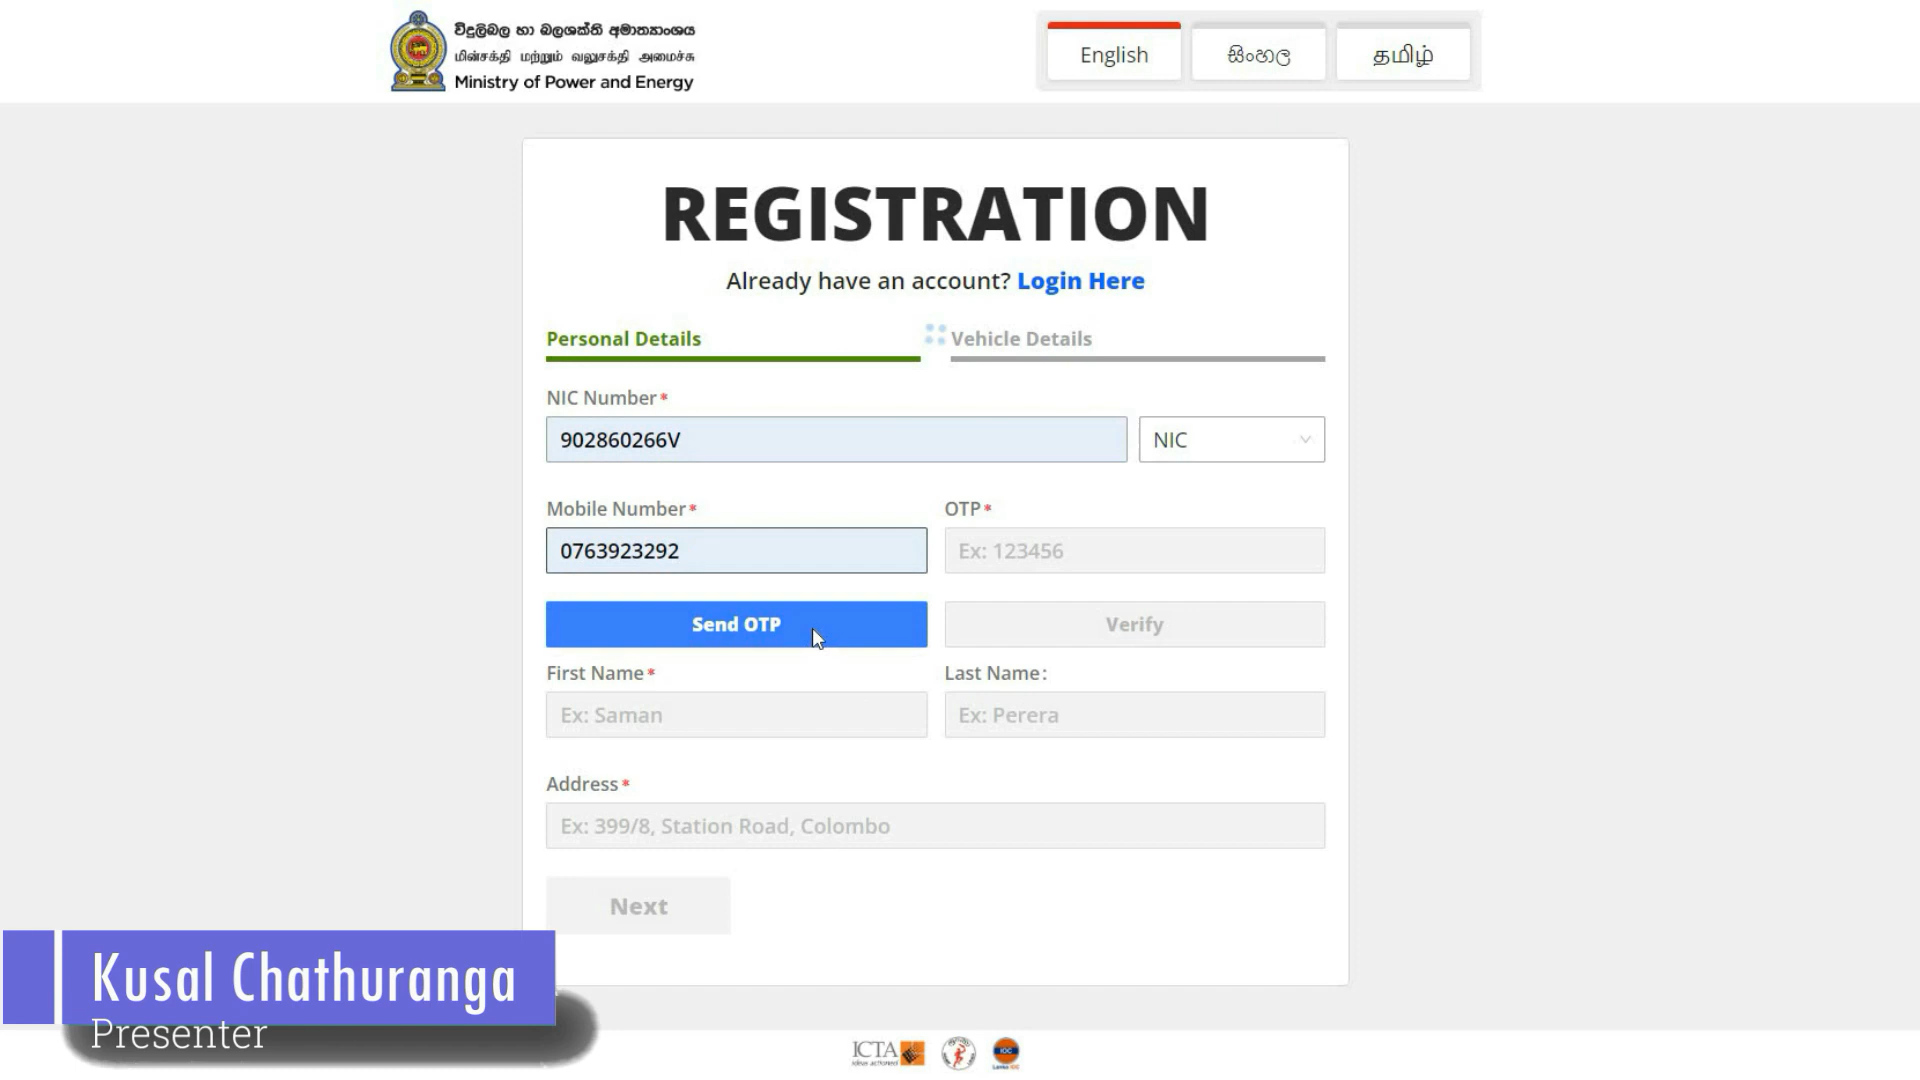 විදුලිබල හා බලශක්ති අමාත්‍යාංශය
மின்சக்தி மற்றும் வலுசக்தி அமைச்சு
Ministry of Power and Energy
English
සිංහල
தமிழ்
REGISTRATION
Already have an account? Login Here
Personal Details
Vehicle Details
NIC Number*
902860266V
NIC
Mobile Number*
OTP*
0763923292
Ex: 123456
Send OTP
Verify
First Name*
Last Name:
Ex: Saman
Ex: Perera
Address*
Ex: 399/8, Station Road, Colombo
Next
Kusal Chathuranga
Presenter
ICTA
IOC